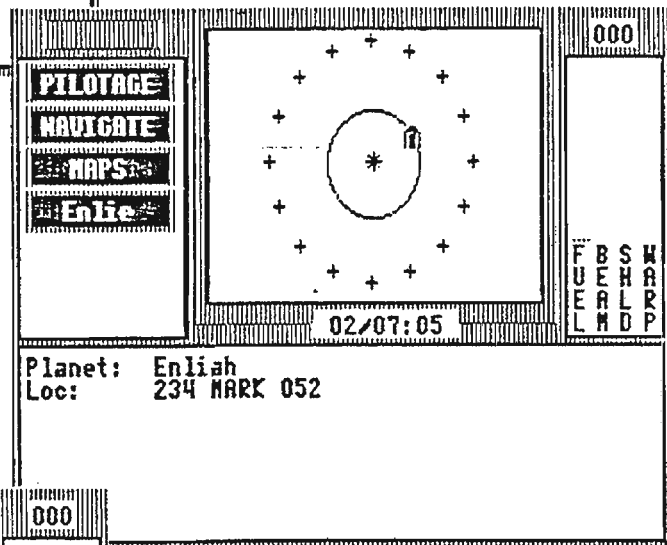 000
PILOTAGE
NAVIGATE
MAPS
Enlie
F B S W
U E H A
E A L R
L M D P
02/07:05
Planet: Enliah
Loc: 234 MARK 052
000